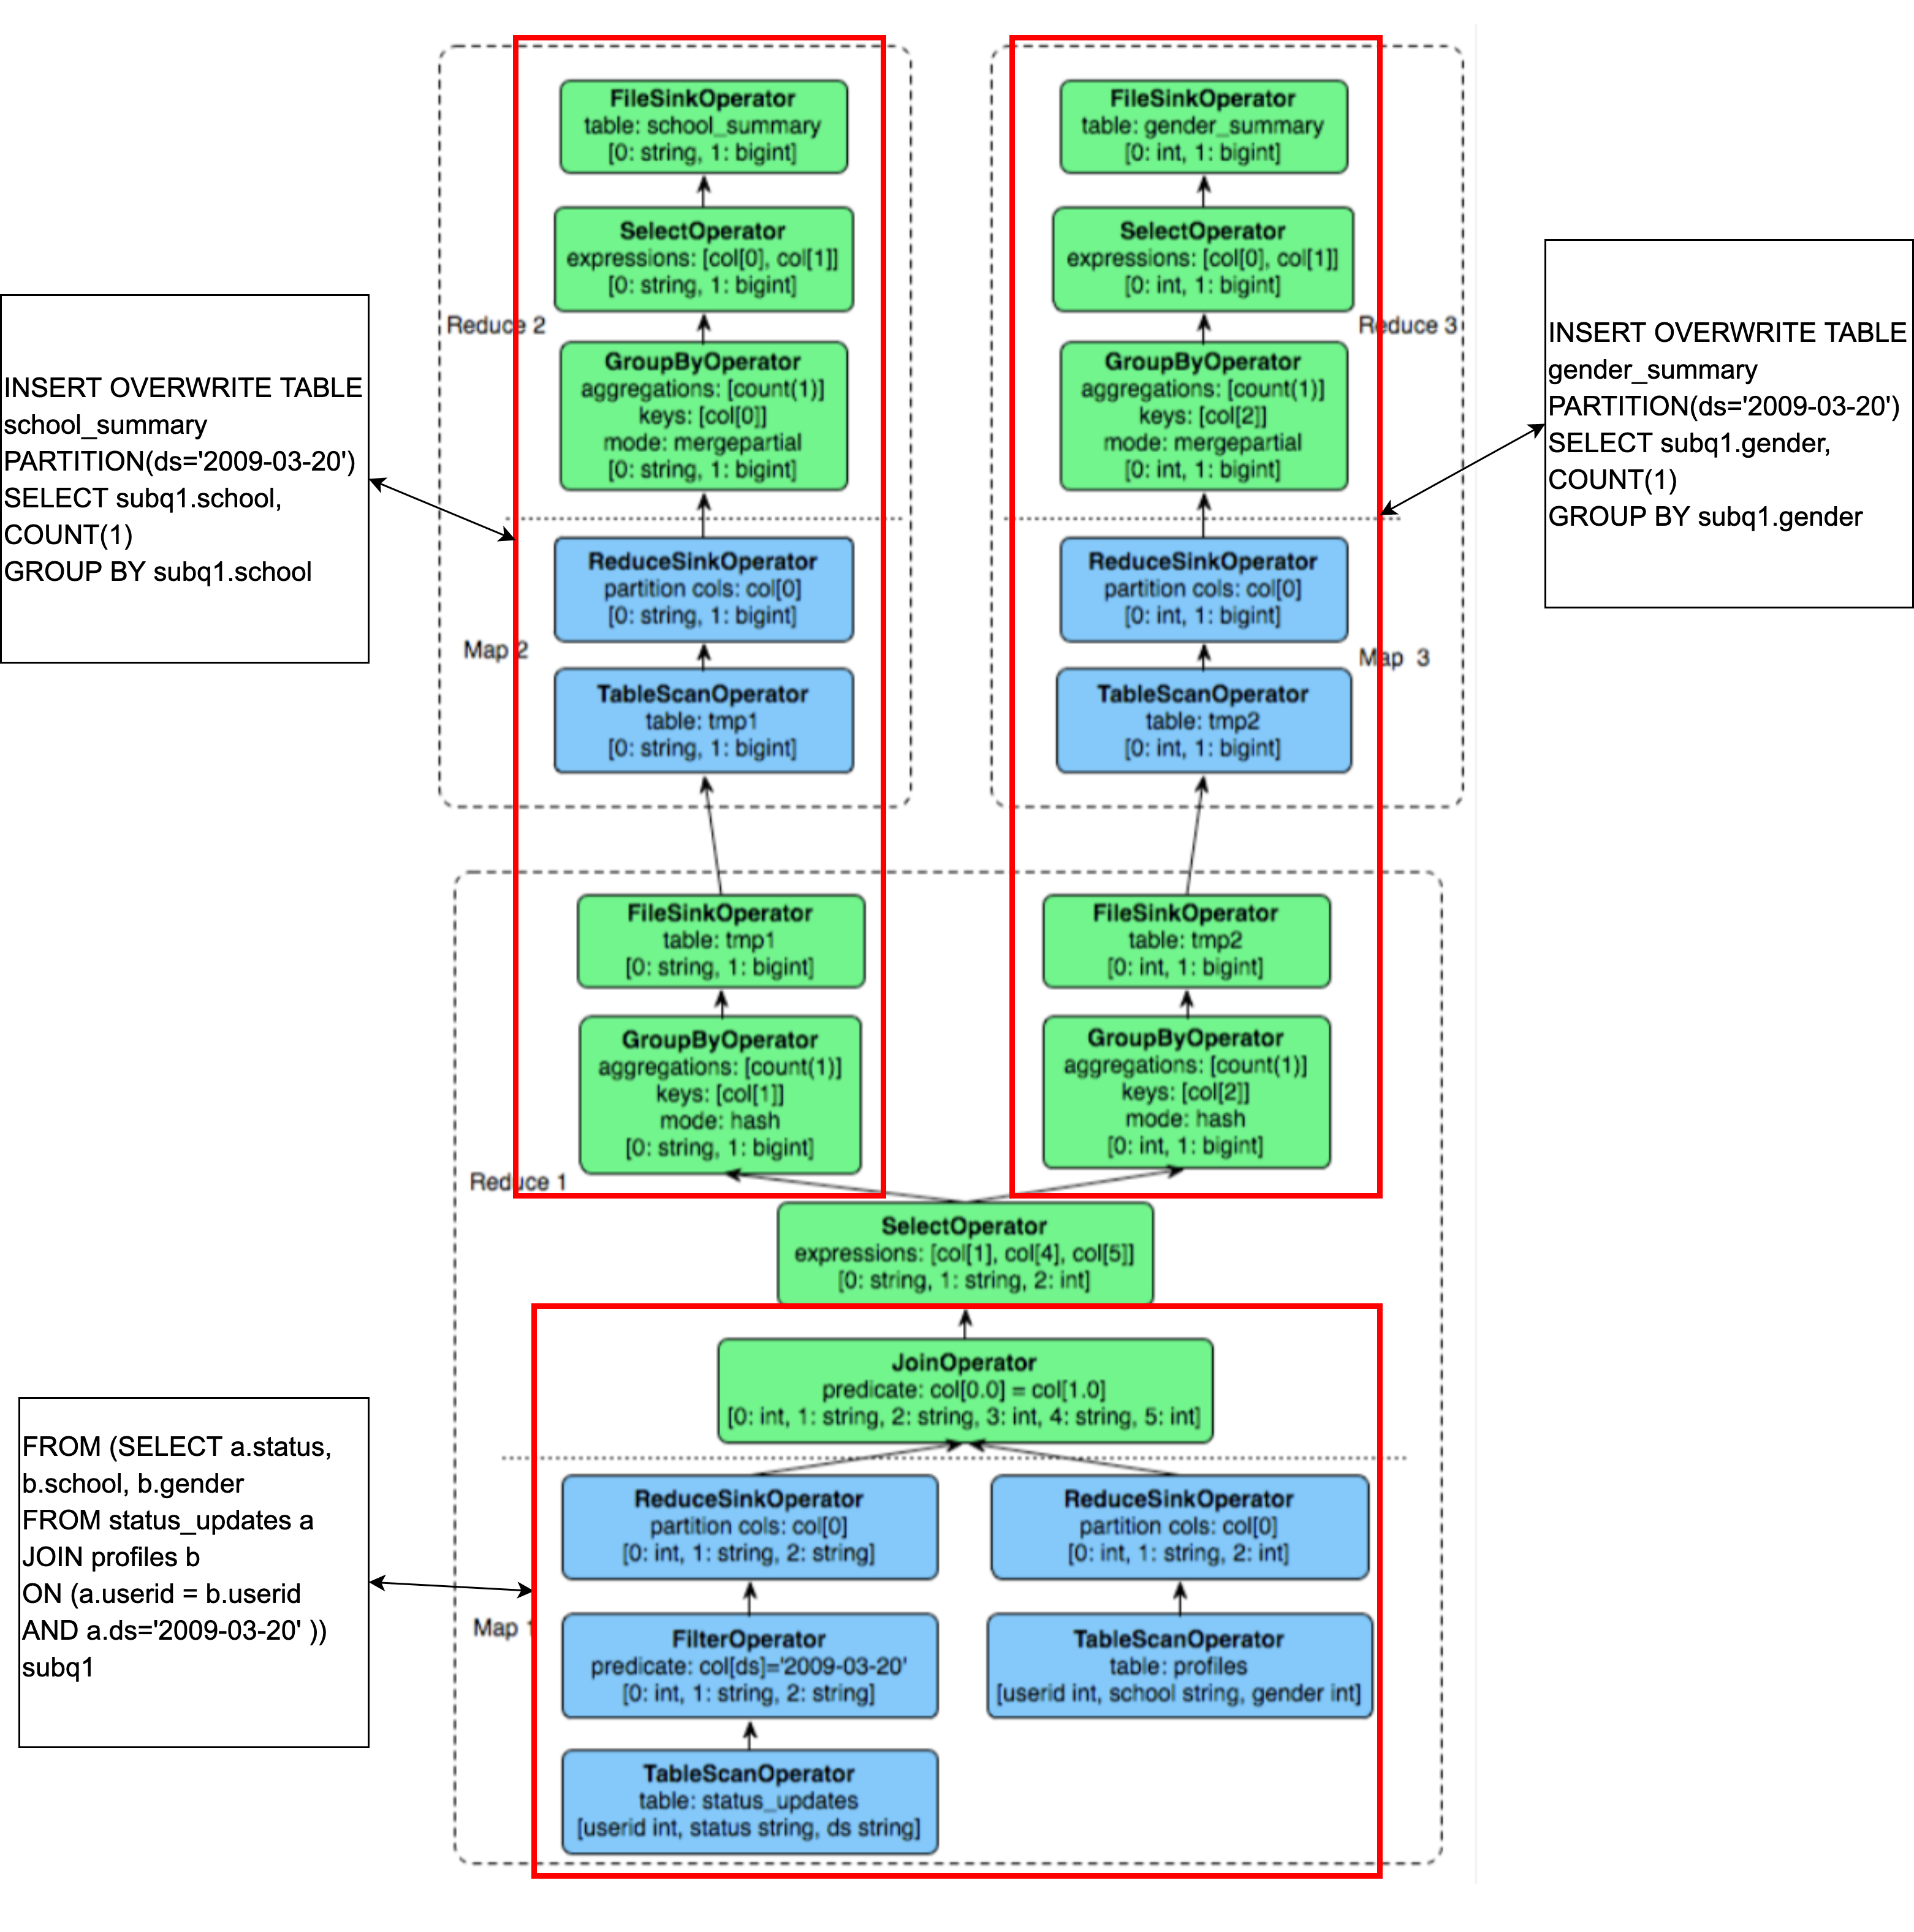 FileSinkOperator
table: school_summary
[0: string, 1: bigint]
SelectOperator
expressions: [col[0], col[1]]
[0: string, 1: bigint]
Reduce 2
GroupByOperator
aggregations: [count(1)]
keys: [col[0]]
mode: mergepartial
[0: string, 1: bigint]
ReduceSinkOperator
partition cols: col[0]
[0: string, 1: bigint]
Map 2
TableScanOperator
table: tmp1
[0: string, 1: bigint]
FileSinkOperator
table: gender_summary
[0: int, 1: bigint]
SelectOperator
expressions: [col[0], col[1]]
[0: int, 1: bigint]
Reduce 3
GroupByOperator
aggregations: [count(1)]
keys: [col[2]]
mode: mergepartial
[0: int, 1: bigint]
ReduceSinkOperator
partition cols: col[0]
[0: int, 1: bigint]
Map 3
TableScanOperator
table: tmp2
[0: int, 1: bigint]
INSERT OVERWRITE TABLE
school_summary
PARTITION(ds='2009-03-20')
SELECT subq1.school,
COUNT(1)
GROUP BY subq1.school
INSERT OVERWRITE TABLE
gender_summary
PARTITION(ds='2009-03-20')
SELECT subq1.gender,
COUNT(1)
GROUP BY subq1.gender
FileSinkOperator
table: tmp1
[0: string, 1: bigint]
GroupByOperator
aggregations: [count(1)]
keys: [col[1]]
mode: hash
[0: string, 1: bigint]
FileSinkOperator
table: tmp2
[0: int, 1: bigint]
GroupByOperator
aggregations: [count(1)]
keys: [col[2]]
mode: hash
[0: int, 1: bigint]
Reduce 1
SelectOperator
expressions: [col[1], col[4], col[5]]
[0: string, 1: string, 2: int]
JoinOperator
predicate: col[0.0] = col[1.0]
[0: int, 1: string, 2: string, 3: int, 4: string, 5: int]
ReduceSinkOperator
partition cols: col[0]
[0: int, 1: string, 2: string]
Map 1
FilterOperator
predicate: col[ds]='2009-03-20'
[0: int, 1: string, 2: string]
TableScanOperator
table: status_updates
[userid int, status string, ds string]
ReduceSinkOperator
partition cols: col[0]
[0: int, 1: string, 2: int]
TableScanOperator
table: profiles
[userid int, school string, gender int]
FROM (SELECT a.status,
b.school, b.gender
FROM status_updates a
JOIN profiles b
ON (a.userid = b.userid
AND a.ds='2009-03-20' ))
subq1